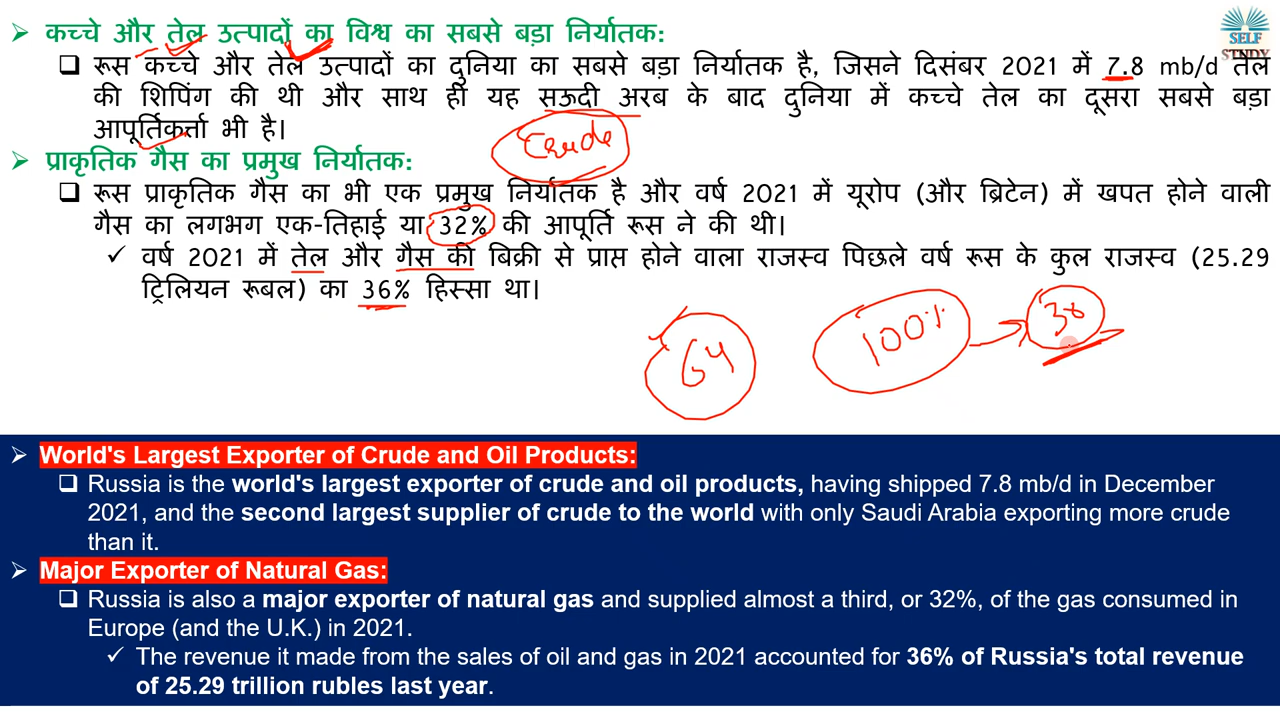 ➢ कच्चे और तेल उत्पादों का विश्व का सबसे बड़ा निर्यातक:
SELF
STUDY
❑ रूस कच्चे और तेल उत्पादों का दुनिया का सबसे बड़ा निर्यातक है, जिसने दिसंबर 2021 में 7.8 mb/d तेल
की शिपिंग की थी और साथ ही यह सऊदी अरब के बाद दुनिया में कच्चे तेल का दूसरा सबसे बड़ा
आपूर्तिकर्त्ता भी है।
Crude
➢ प्राकृतिक गैस का प्रमुख निर्यातक:
❑ रूस प्राकृतिक गैस का भी एक प्रमुख निर्यातक है और वर्ष 2021 में यूरोप (और ब्रिटेन) में खपत होने वाली
गैस का लगभग एक-तिहाई या 32% की आपूर्ति रूस ने की थी।
✓ वर्ष 2021 में तेल और गैस की बिक्री से प्राप्त होने वाला राजस्व पिछले वर्ष रूस के कुल राजस्व (25.29
ट्रिलियन रूबल) का 36% हिस्सा था।
64 100%
➢ World's Largest Exporter of Crude and Oil Products:
❑ Russia is the world's largest exporter of crude and oil products, having shipped 7.8 mb/d in December
2021, and the second largest supplier of crude to the world with only Saudi Arabia exporting more crude
than it.
➢ Major Exporter of Natural Gas:
❑ Russia is also a major exporter of natural gas and supplied almost a third, or 32%, of the gas consumed in
Europe (and the U.K.) in 2021.
✓ The revenue it made from the sales of oil and gas in 2021 accounted for 36% of Russia's total revenue
of 25.29 trillion rubles last year.